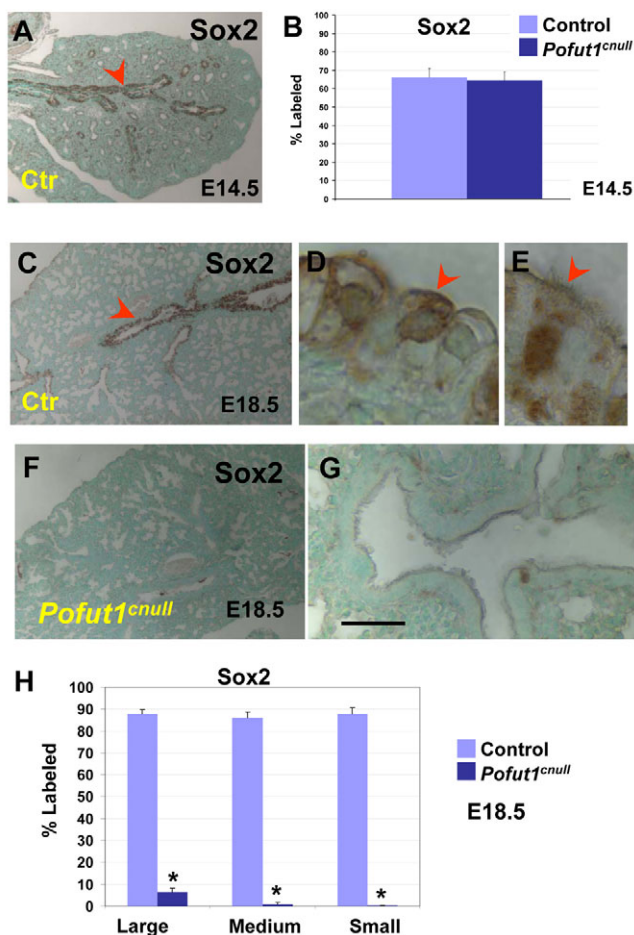 A
Sox2
Ctr
E14.5
B
Sox2
Control
Pofut1cnull
% Labeled
100
90
80
70
60
50
40
30
20
10
0
E14.5
C
Sox2
Ctr
E18.5
D
E
F
Sox2
Pofut1cnull
E18.5
G
H
Sox2
% Labeled
100
90
80
70
60
50
40
30
20
10
0
*
*
*
Large
Medium
Small
Control
Pofut1cnull
E18.5